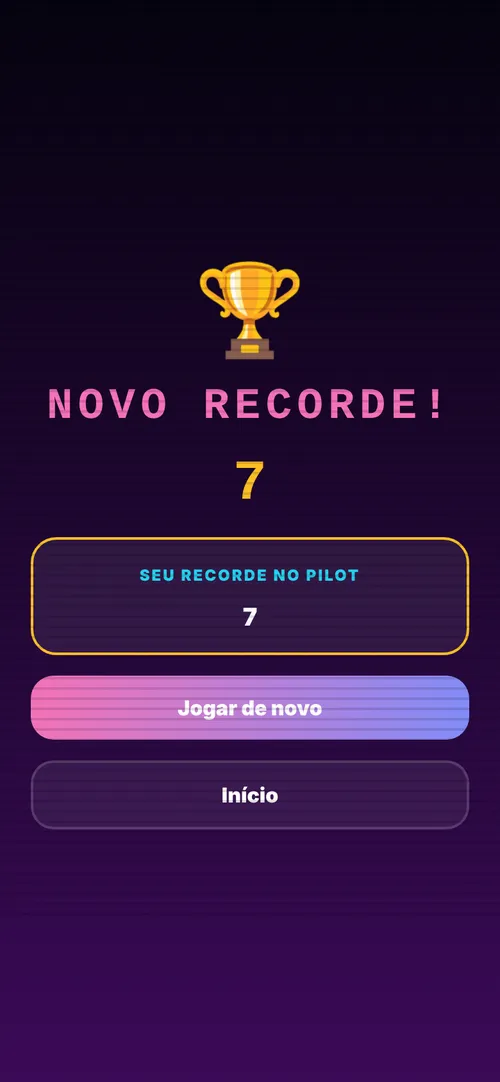 NOVO RECORDE!
7
SEU RECORDE NO PILOT
7
Jogar de novo
Início